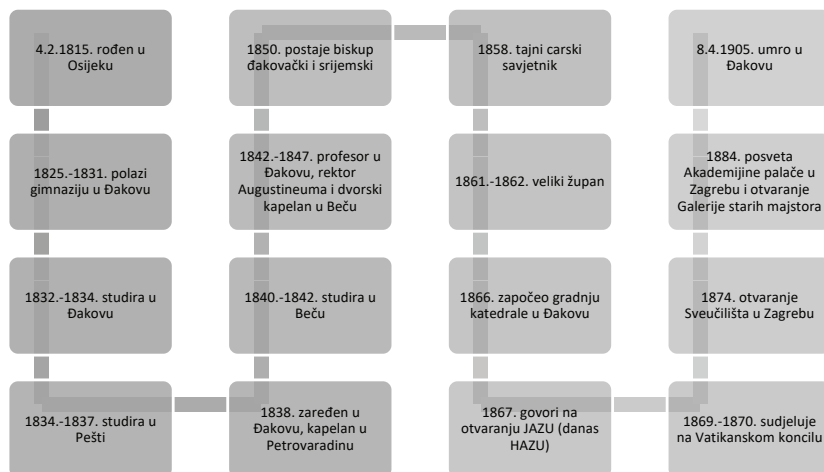 4.2.1815. rođen u
Osijeku
1825.-1831. polazi
gimnaziju u Đakovu
1832.-1834. studira u
Đakovu
1834.-1837. studira u
Pešti
1838. zaređen u
Đakovu, kapelan u
Petrovaradinu
1840.-1842. studira u
Beču
1842.-1847. profesor u
Đakovu, rektor
Augustineuma i dvorski
kapelan u Beču
1850. postaje biskup
đakovački i srijemski
1858. tajni carski
savjetnik
1861.-1862. veliki župan
1866. započeo gradnju
katedrale u Đakovu
1867. govori na
otvaranju JAZU (danas
HAZU)
1869.-1870. sudjeluje
na Vatikanskom koncilu
1874. otvaranje
Sveučilišta u Zagrebu
1884. posveta
Akademijine palače u
Zagrebu i otvaranje
Galerije starih majstora
8.4.1905. umro u
Đakovu